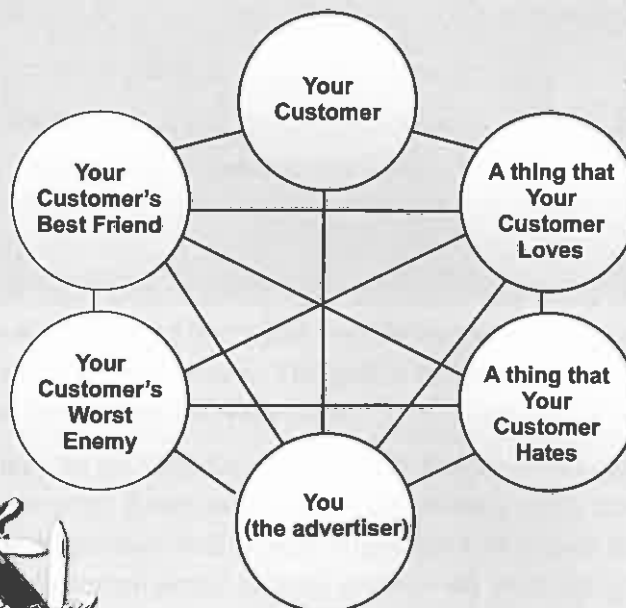 Your
Customer
Your
Customer's
Best Friend
A thing that
Your
Customer
Loves
Your
Customer's
Worst
Enemy
A thing that
Your
Customer
Hates
You
(the advertiser)